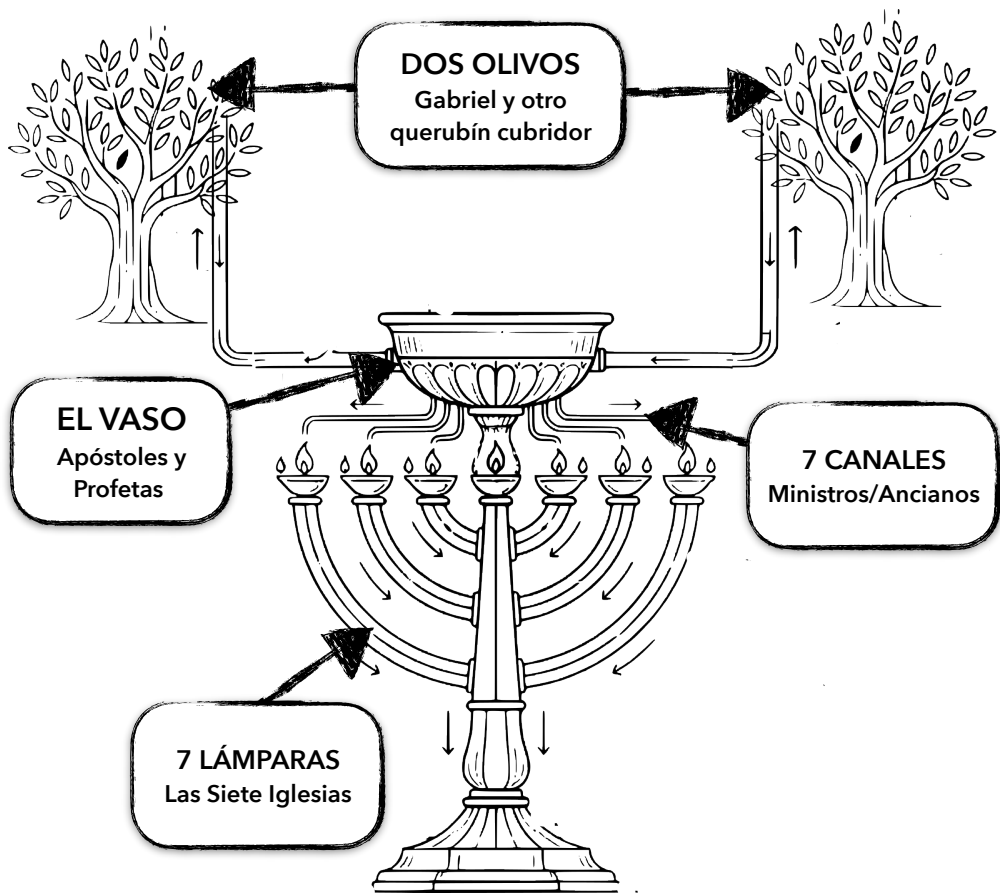 DOS OLIVOS
Gabriel y otro
querubín cubridor
EL VASO
Apóstoles y
Profetas
7 CANALES
Ministros/Ancianos
7 LÁMPARAS
Las Siete Iglesias